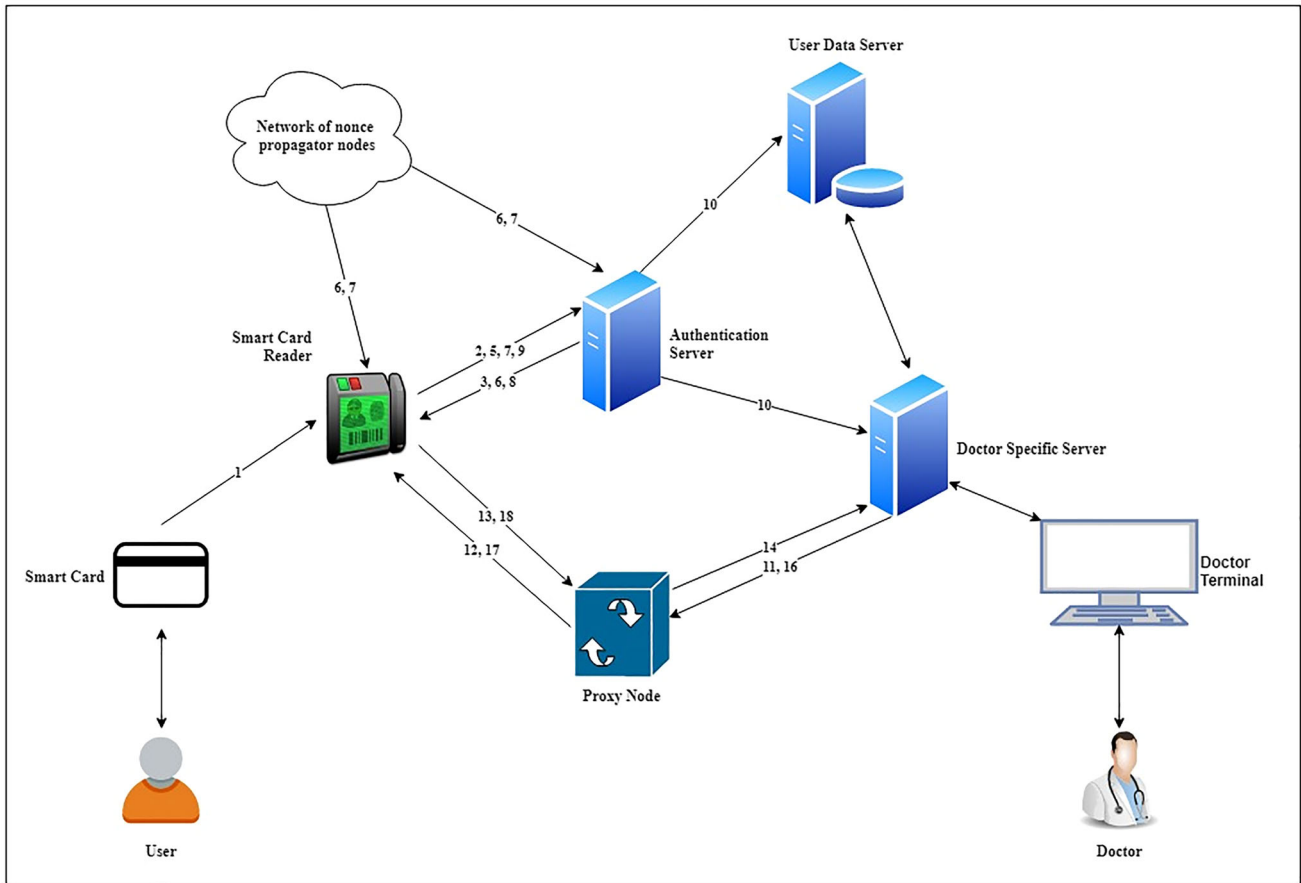 User Data Server
Network of nonce
propagator nodes
10
6, 7
6, 7
Smart Card
Reader
Authentication
Server
2, 5, 7, 9
3, 6, 8
10
Doctor Specific Server
1
13, 18
12, 17
14
11, 16
Smart Card
Doctor
Terminal
Proxy Node
User
Doctor